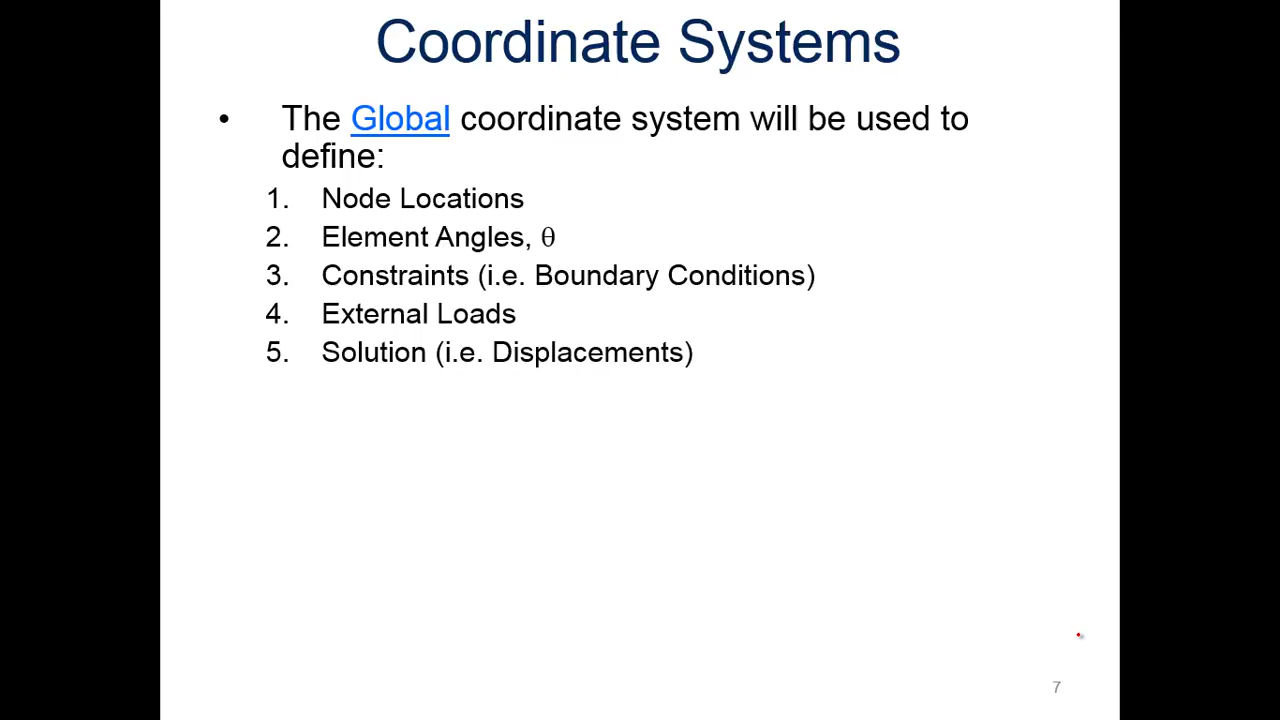 Coordinate Systems
• The Global coordinate system will be used to
define:
1. Node Locations
2. Element Angles, θ
3. Constraints (i.e. Boundary Conditions)
4. External Loads
5. Solution (i.e. Displacements)
7